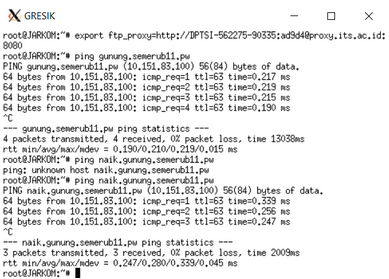 GRESIK
root@JARKOM:~# export ftp_proxy=http://DPTSI-562275-90335:ad9d4@proxy.its.ac.id:
8080
root@JARKOM:~# ping gunung.semerub11.pw
PING gunung.semerub11.pw (10.151.83.100) 56(84) bytes of data.
64 bytes from 10.151.83.100: icmp_req=1 ttl=63 time=0.217 ms
64 bytes from 10.151.83.100: icmp_req=2 ttl=63 time=0.219 ms
64 bytes from 10.151.83.100: icmp_req=3 ttl=63 time=0.215 ms
64 bytes from 10.151.83.100: icmp_req=4 ttl=63 time=0.190 ms
^C
--- gunung.semerub11.pw ping statistics ---
4 packets transmitted, 4 received, 0% packet loss, time 13038ms
rtt min/avg/max/mdev = 0.190/0.210/0.219/0.015 ms
root@JARKOM:~# ping naik.gunung.semerub11.pw
ping: unknown host naik.gunung.semerub11.pw
root@JARKOM:~# ping naik.gunung.semerub11.pw
PING naik.gunung.semerub11.pw (10.151.83.100) 56(84) bytes of data.
64 bytes from 10.151.83.100: icmp_req=1 ttl=63 time=0.339 ms
64 bytes from 10.151.83.100: icmp_req=2 ttl=63 time=0.256 ms
64 bytes from 10.151.83.100: icmp_req=3 ttl=63 time=0.247 ms
^C
--- naik.gunung.semerub11.pw ping statistics ---
3 packets transmitted, 3 received, 0% packet loss, time 2009ms
rtt min/avg/max/mdev = 0.247/0.280/0.339/0.045 ms
root@JARKOM:~#